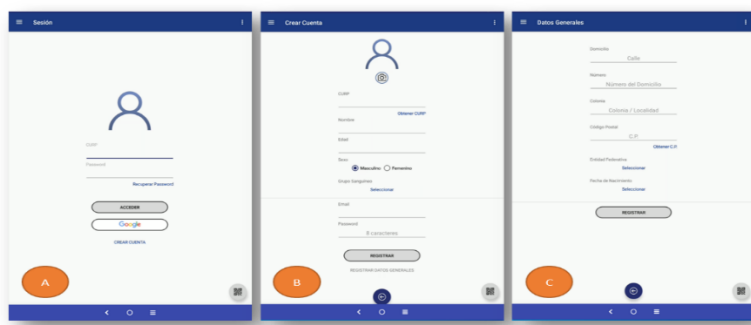 Sesión
CURP
Password
Recuperar Password
ACCEDER
Google
CREAR CUENTA
A
Crear Cuenta
CURP
Obtener CURP
Nombre
Edad
Sexo
Masculino
Femenino
Grupo Sanguíneo
Seleccionar
Email
Password
8 caracteres
REGISTRAR
REGISTRAR DATOS GENERALES
B
Datos Generales
Domicilio
Calle
Número
Número del Domicilio
Colonia
Colonia / Localidad
Código Postal
C.P
Obtener C.P
Entidad Federativa
Seleccionar
Fecha de Nacimiento
Seleccionar
REGISTRAR
C